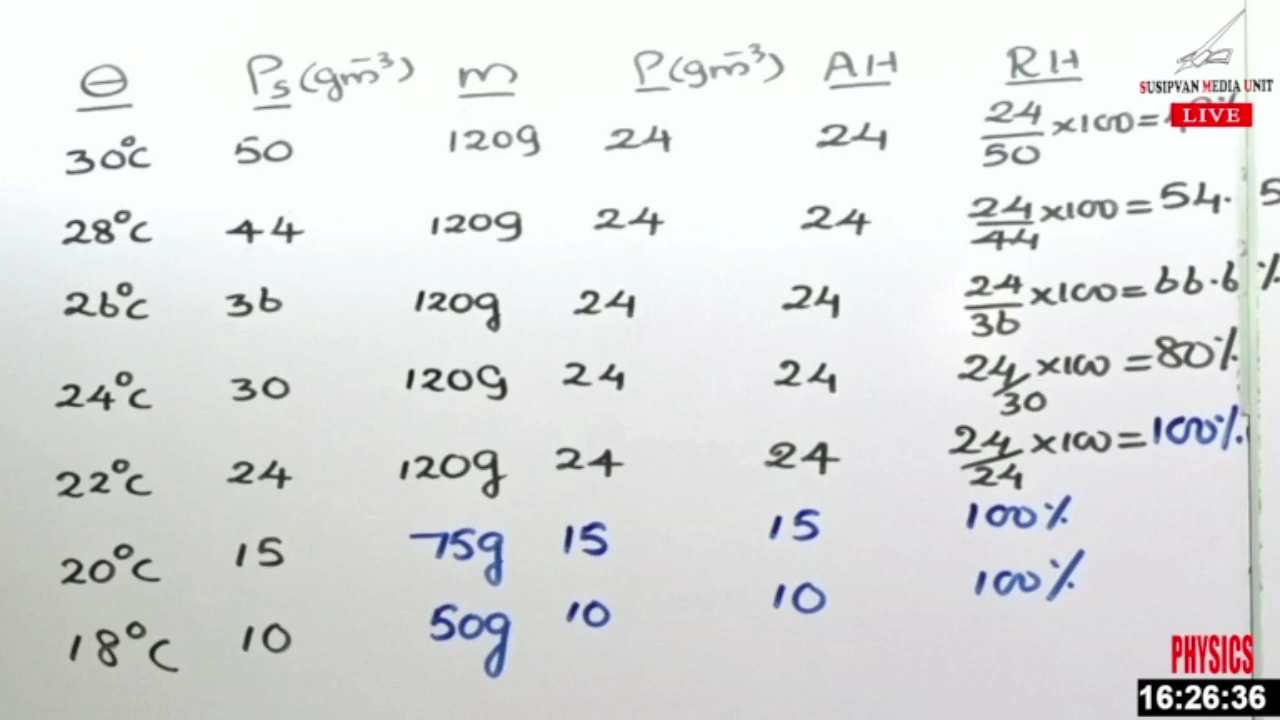 θ Ps(gm⁻³) m P(gm⁻³) AH RH
SUSIPVAN MEDIA UNIT
LIVE
30°C 50 120g 24 24 24/50 ×100=
28°C 44 120g 24 24 24/44 ×100 = 54.5
26°C 36 120g 24 24 24/36 ×100 = 66.6%
24°C 30 120g 24 24 24/30 ×100 = 80%
22°C 24 120g 24 24 24/24 ×100 = 100%
20°C 15 75g 15 15 100%
18°C 10 50g 10 10 100%
PHYSICS
16:26:36